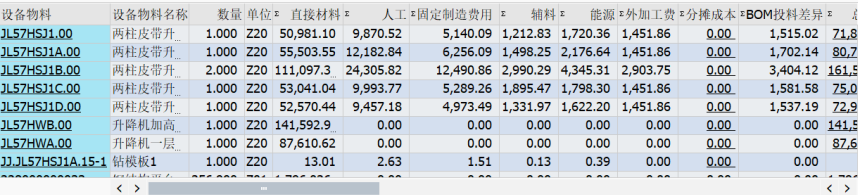 设备物料 设备物料名称 数量 单位 Σ 直接材料 Σ 人工 Σ 固定制造费用 Σ 辅料 Σ 能源 Σ 外加工费 Σ 分摊成本 Σ BOM投料差异 Σ
JL57HSJ1.00 两柱皮带升 1.000 Z20 50,981.10 9,870.52 5,140.09 1,212.83 1,720.36 1,451.86 0.00 1,515.02 71,8
JL57HSJ1A.00 两柱皮带升 1.000 Z20 55,503.55 12,182.84 6,256.09 1,498.25 2,176.64 1,451.86 0.00 1,702.14 80,7
JL57HSJ1B.00 两柱皮带升 2.000 Z20 111,097.3 24,305.82 12,490.86 2,990.29 4,345.31 2,903.75 0.00 3,404.12 161,5
JL57HSJ1C.00 两柱皮带升 1.000 Z20 53,041.04 9,993.77 5,289.26 1,895.47 1,798.30 1,451.86 0.00 1,581.58 75,0
JL57HSJ1D.00 两柱皮带升 1.000 Z20 52,570.44 9,457.18 4,973.49 1,331.97 1,622.20 1,451.86 0.00 1,537.19 72,9
JL57HWB.00 升降机加高 1.000 Z20 141,592.9 0.00 0.00 0.00 0.00 0.00 0.00 0.00 141,5
JL57HWA.00 升降机一层 1.000 Z20 87,610.62 0.00 0.00 0.00 0.00 0.00 0.00 0.00 87,6
JJ.JL57HSJ1A.15-1 钻模板1 1.000 Z20 13.01 2.63 1.51 0.13 0.39 0.00 0.00 0.00